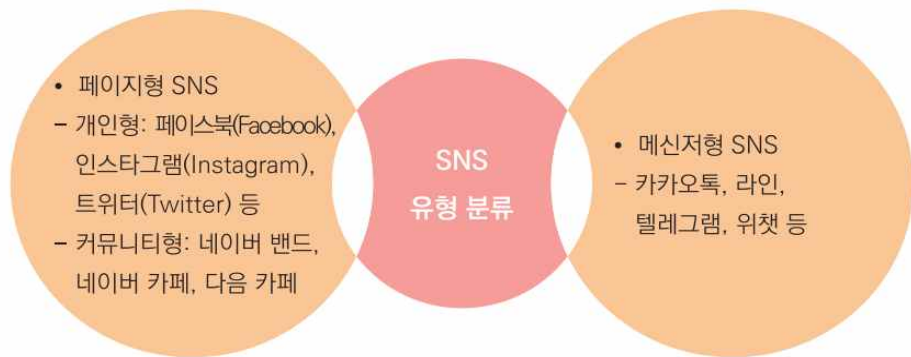 • 페이지형 SNS
– 개인형: 페이스북(Facebook),
인스타그램(Instagram),
트위터(Twitter) 등
– 커뮤니티형: 네이버 밴드,
네이버 카페, 다음 카페
SNS
유형 분류
• 메신저형 SNS
– 카카오톡, 라인,
텔레그램, 위챗 등